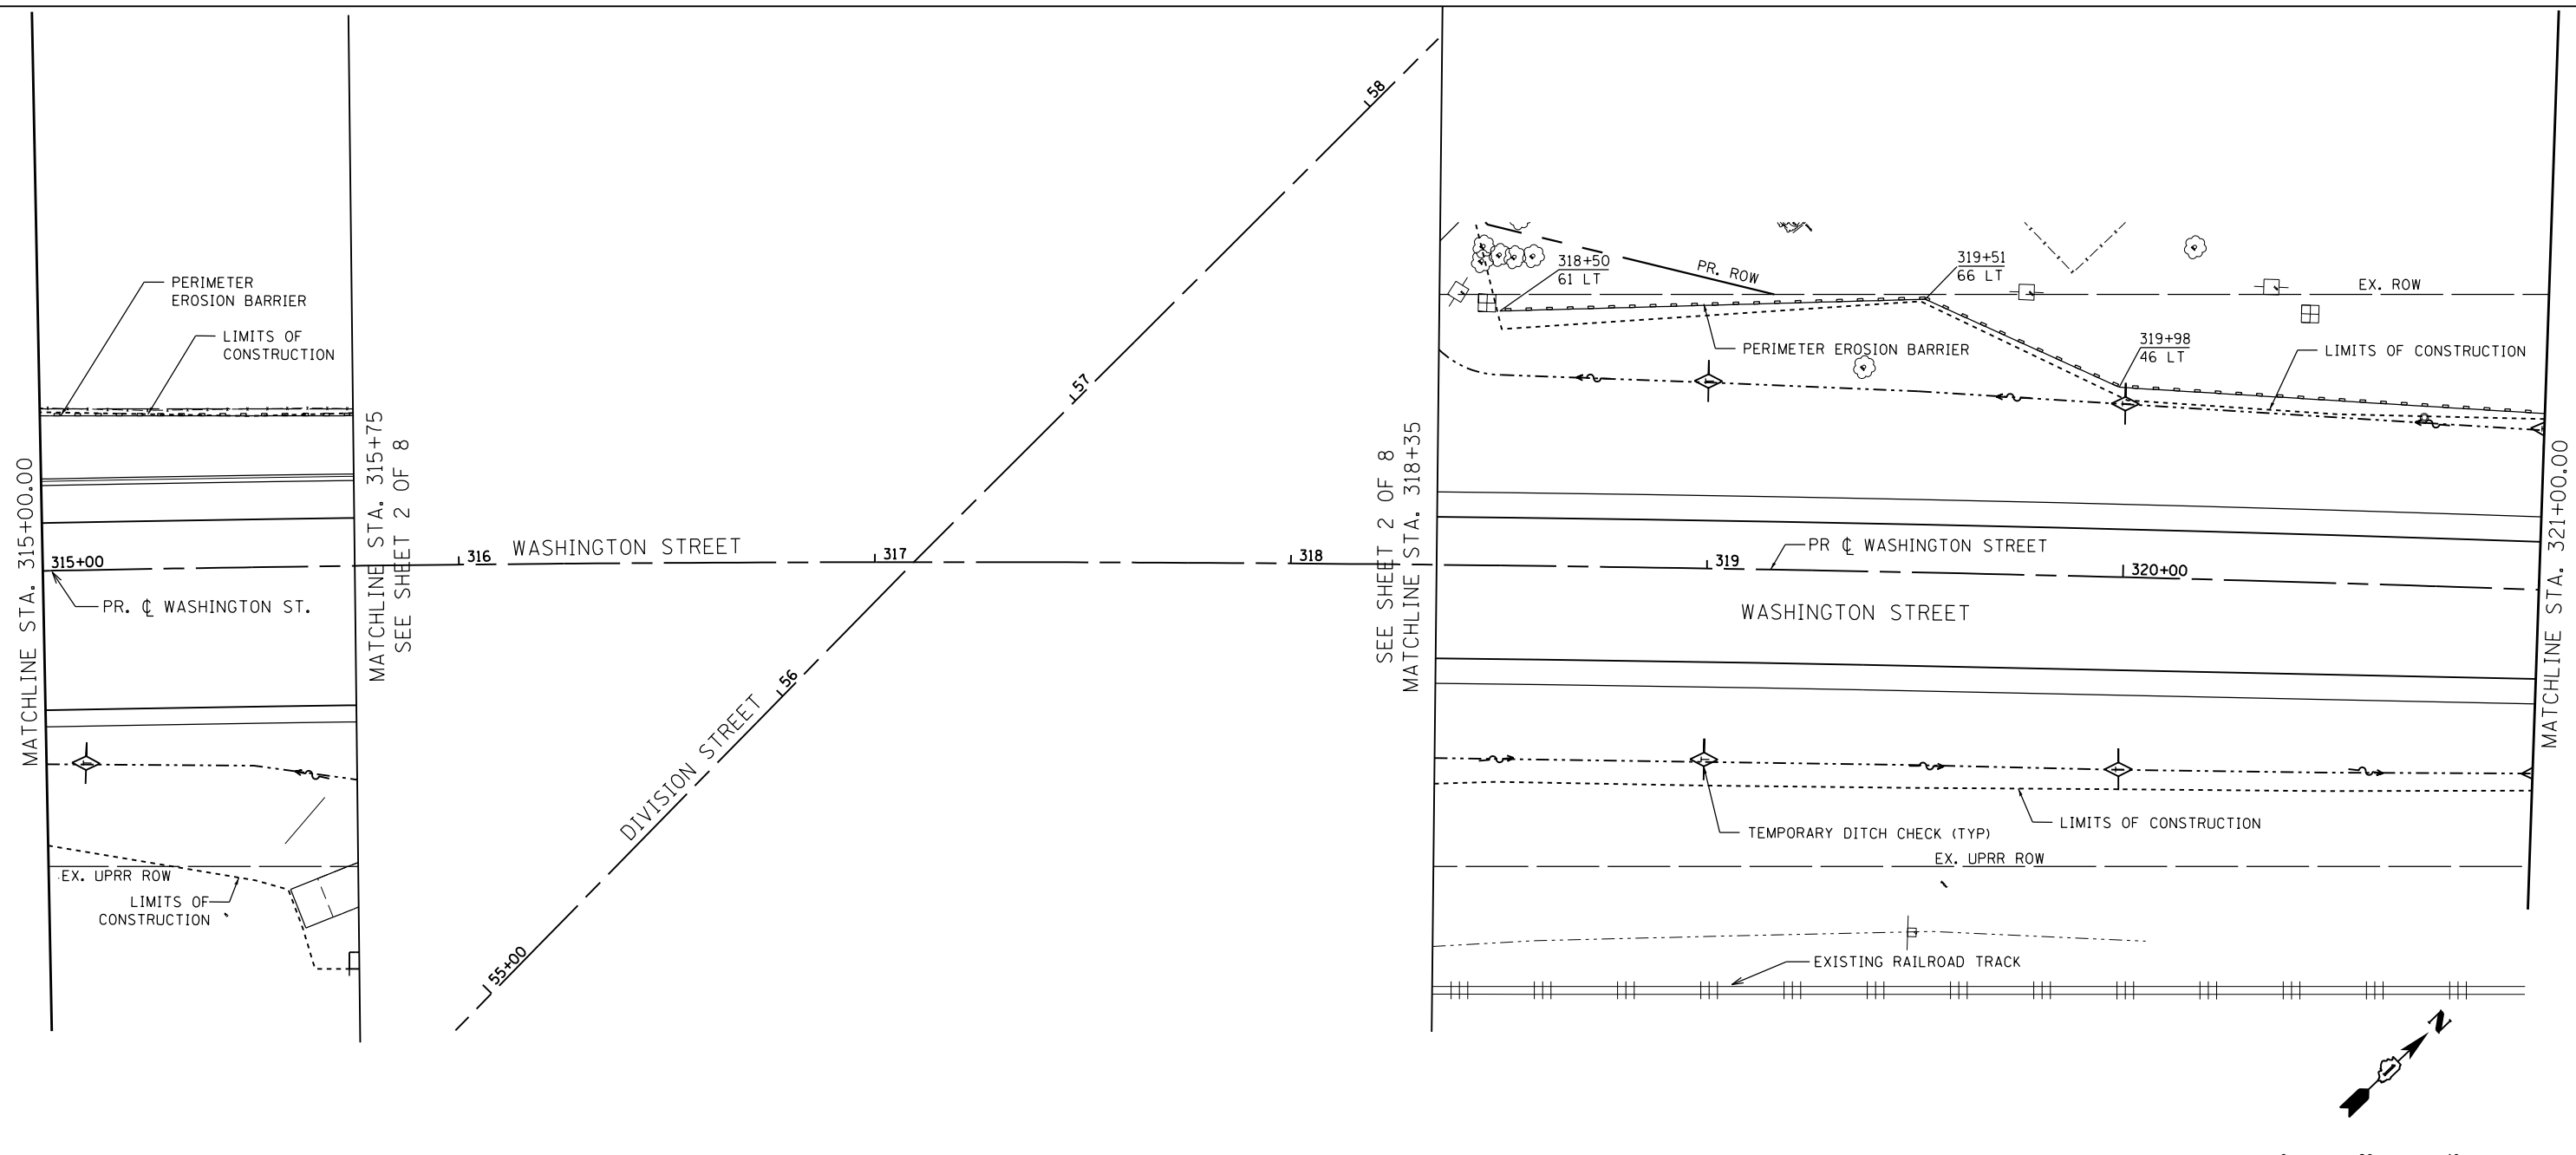 58
318+50
61 LT
PR. ROW
319+51
66 LT
EX. ROW
PERIMETER
EROSION BARRIER
LIMITS OF
CONSTRUCTION
319+98
46 LT
PERIMETER EROSION BARRIER
LIMITS OF CONSTRUCTION
57
MATCHLINE STA. 315+00.00
MATCHLINE STA. 315+75
SEE SHEET 2 OF 8
SEE SHEET 2 OF 8
MATCHLINE STA. 318+35
MATCHLINE STA. 321+00.00
315+00
316
WASHINGTON STREET
317
318
319
PR ℄ WASHINGTON STREET
320+00
PR. ℄ WASHINGTON ST.
WASHINGTON STREET
56
DIVISION STREET
TEMPORARY DITCH CHECK (TYP)
LIMITS OF CONSTRUCTION
EX. UPRR ROW
EX. UPRR ROW
LIMITS OF
CONSTRUCTION
55+00
EXISTING RAILROAD TRACK
N